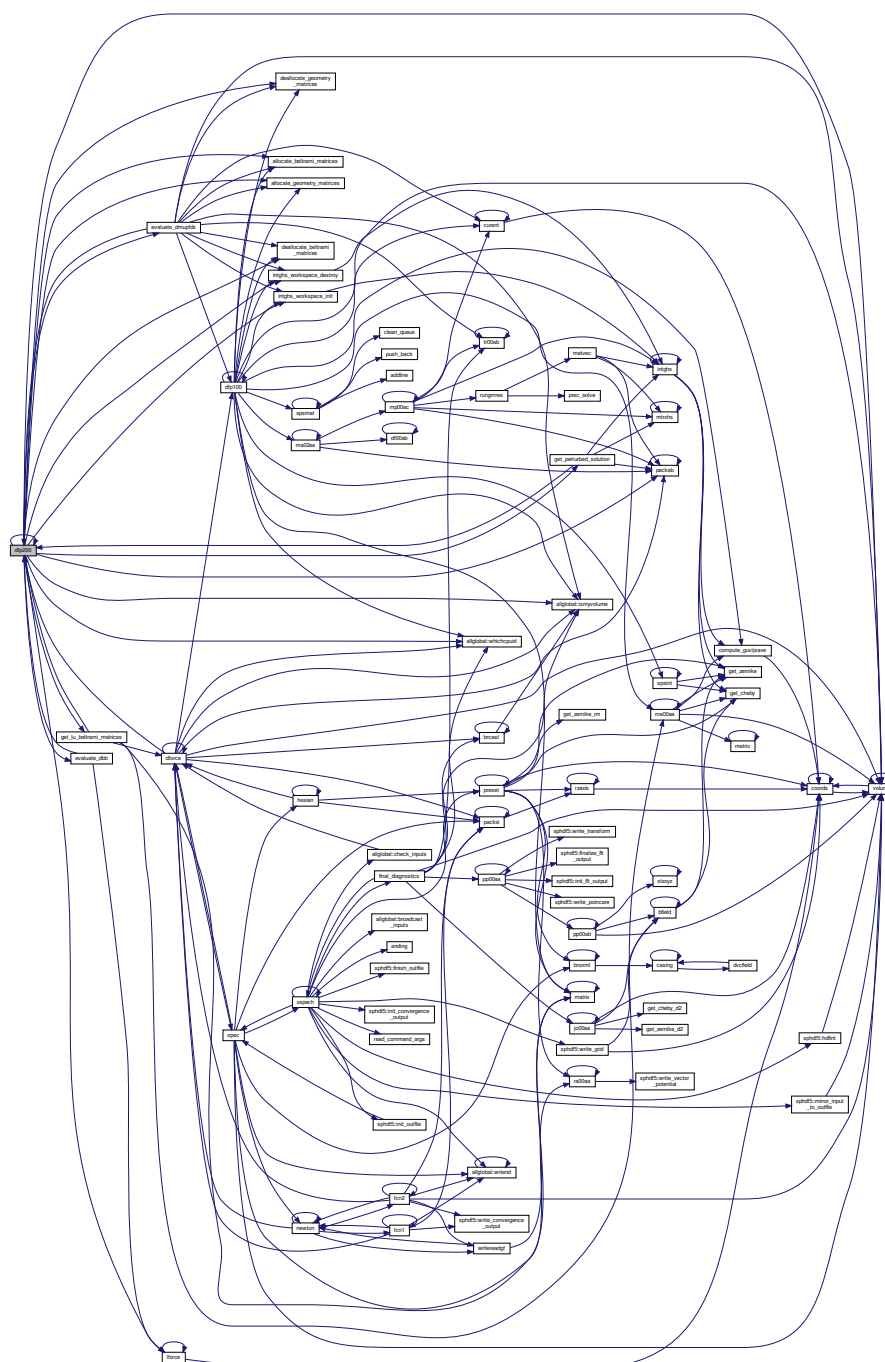 deallocate_geometry
_matrices
allocate_beltrami_matrices
allocate_geometry_matrices
evaluate_dmupfdx
curent
deallocate_beltrami
_matrices
intghs_workspace_destroy
intghs_workspace_init
clean_queue
tr00ab
push_back
matvec
intghs
addline
dfp100
rungmres
prec_solve
mp00ac
spsmat
mtrxhs
df00ab
ma02aa
get_perturbed_solution
packab
dfp200
allglobal::ismyvolume
allglobal::whichcpuid
compute_guvijsave
get_zernike
spsint
get_cheby
get_zernike_rm
ma00aa
get_lu_beltrami_matrices
brcast
metrix
evaluate_dbb
dforce
preset
rzaxis
coords
volume
hesian
packxi
sphdf5::write_transform
allglobal::check_inputs
sphdf5::finalize_flt
_output
final_diagnostics
pp00aa
sphdf5::init_flt_output
stzxyz
sphdf5::write_poincare
bfield
allglobal::broadcast
_inputs
pp00ab
ending
bnorml
casing
dvcfield
sphdf5::finish_outfile
matrix
xspech
get_cheby_d2
sphdf5::init_convergence
_output
jo00aa
get_zernike_d2
spec
read_command_args
sphdf5::hdfint
sphdf5::write_grid
ra00aa
sphdf5::write_vector
_potential
sphdf5::mirror_input
_to_outfile
sphdf5::init_outfile
allglobal::wrtend
fcn2
sphdf5::write_convergence
_output
newton
fcn1
writereadgf
lforce